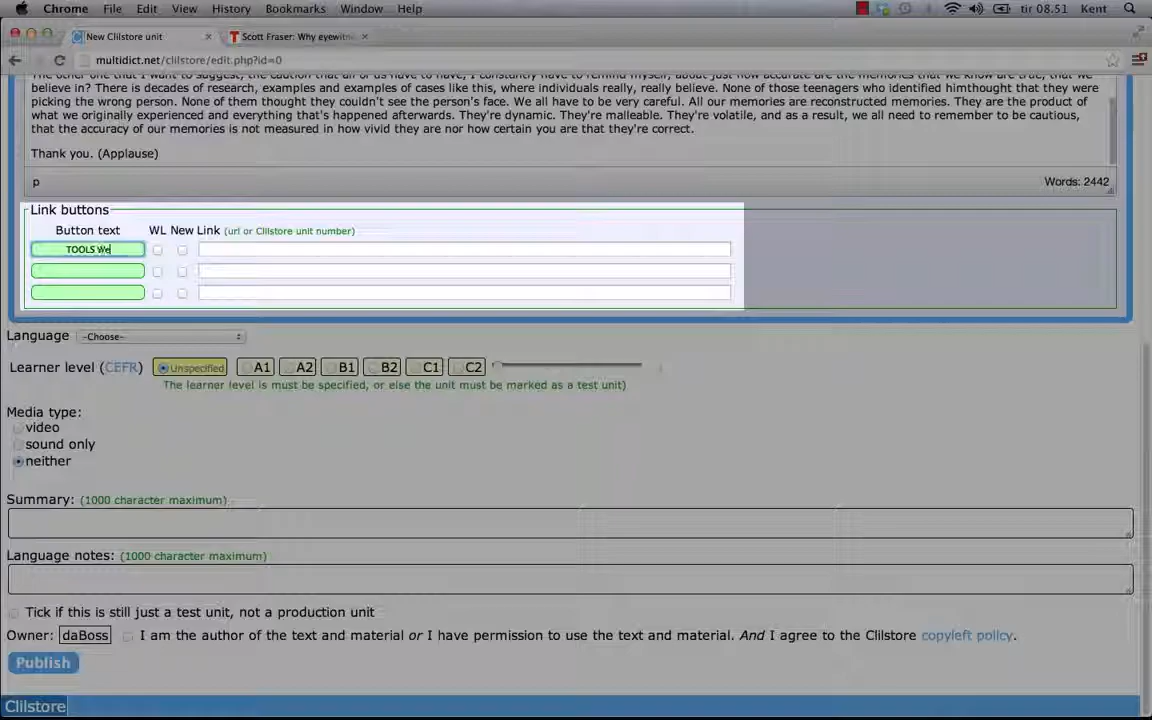 Chrome File Edit View History Bookmarks Window Help tir 08.51 Kent
New Clilstore unit Scott Fraser: Why eyewitn
multidict.net/clilstore/edit.php?id=0
The other one that I want to suggest, the caution that all of us have to have, I constantly have to remind myself, about just how accurate are the memories that we know are true, that we
believe in? There is decades of research, examples and examples of cases like this, where individuals really, really believe. None of those teenagers who identified himthought that they were
picking the wrong person. None of them thought they couldn't see the person's face. We all have to be very careful. All our memories are reconstructed memories. They are the product of
what we originally experienced and everything that's happened afterwards. They're dynamic. They're malleable. They're volatile, and as a result, we all need to remember to be cautious,
that the accuracy of our memories is not measured in how vivid they are nor how certain you are that they're correct.
Thank you. (Applause)
p Words: 2442
Link buttons
Button text WL New Link (url or Clilstore unit number)
TOOLS We
Language -Choose-
Learner level (CEFR) Unspecified A1 A2 B1 B2 C1 C2
The learner level is must be specified, or else the unit must be marked as a test unit)
Media type:
video
sound only
neither
Summary: (1000 character maximum)
Language notes: (1000 character maximum)
Tick if this is still just a test unit, not a production unit
Owner: daBoss I am the author of the text and material or I have permission to use the text and material. And I agree to the Clilstore copyleft policy.
Publish
Clilstore